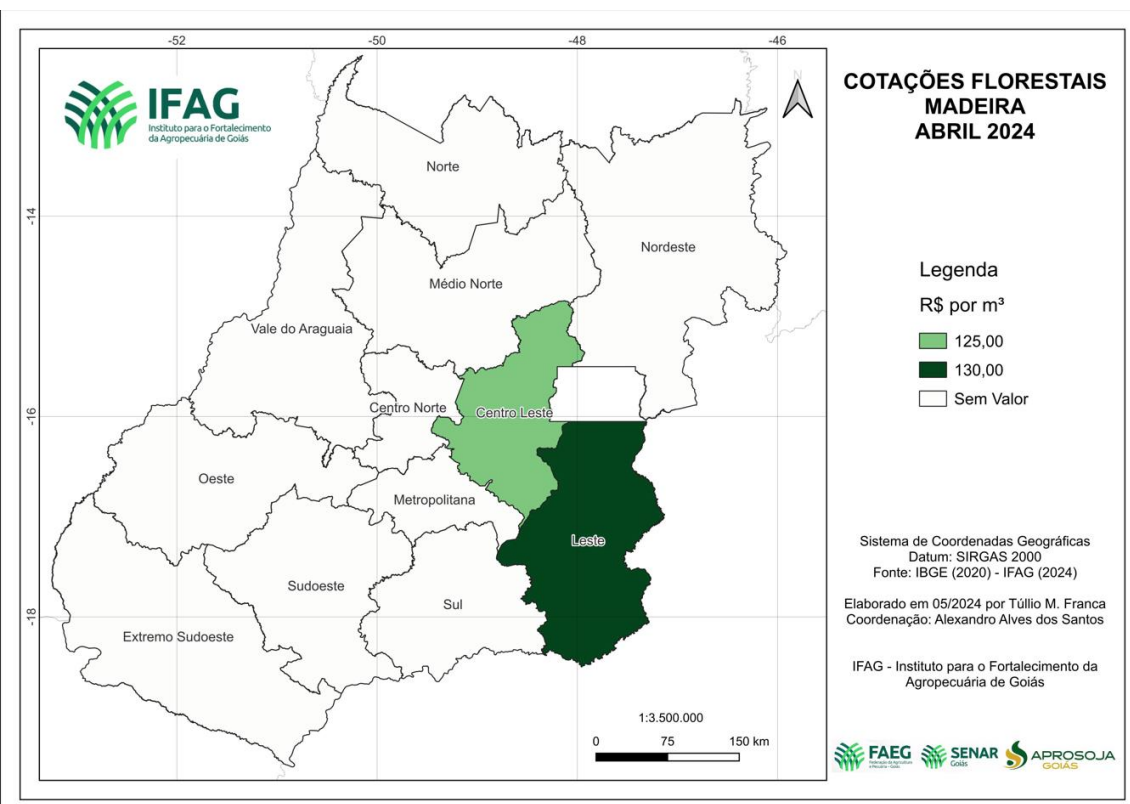 -52
-50
-48
-46
IFAG
Instituto para o Fortalecimento
da Agropecuária de Goiás
N
COTAÇÕES FLORESTAIS
MADEIRA
ABRIL 2024
-14
-16
-18
Norte
Nordeste
Médio Norte
Vale do Araguaia
Centro Norte
Centro Leste
Oeste
Metropolitana
Leste
Sudoeste
Sul
Extremo Sudoeste
Legenda
R$ por m³
125,00
130,00
Sem Valor
Sistema de Coordenadas Geográficas
Datum: SIRGAS 2000
Fonte: IBGE (2020) - IFAG (2024)
Elaborado em 05/2024 por Túllio M. Franca
Coordenação: Alexandro Alves dos Santos
IFAG - Instituto para o Fortalecimento da
Agropecuária de Goiás
1:3.500.000
0 75 150 km
FAEG
SENAR
Goiás
APROSOJA
GOIÁS